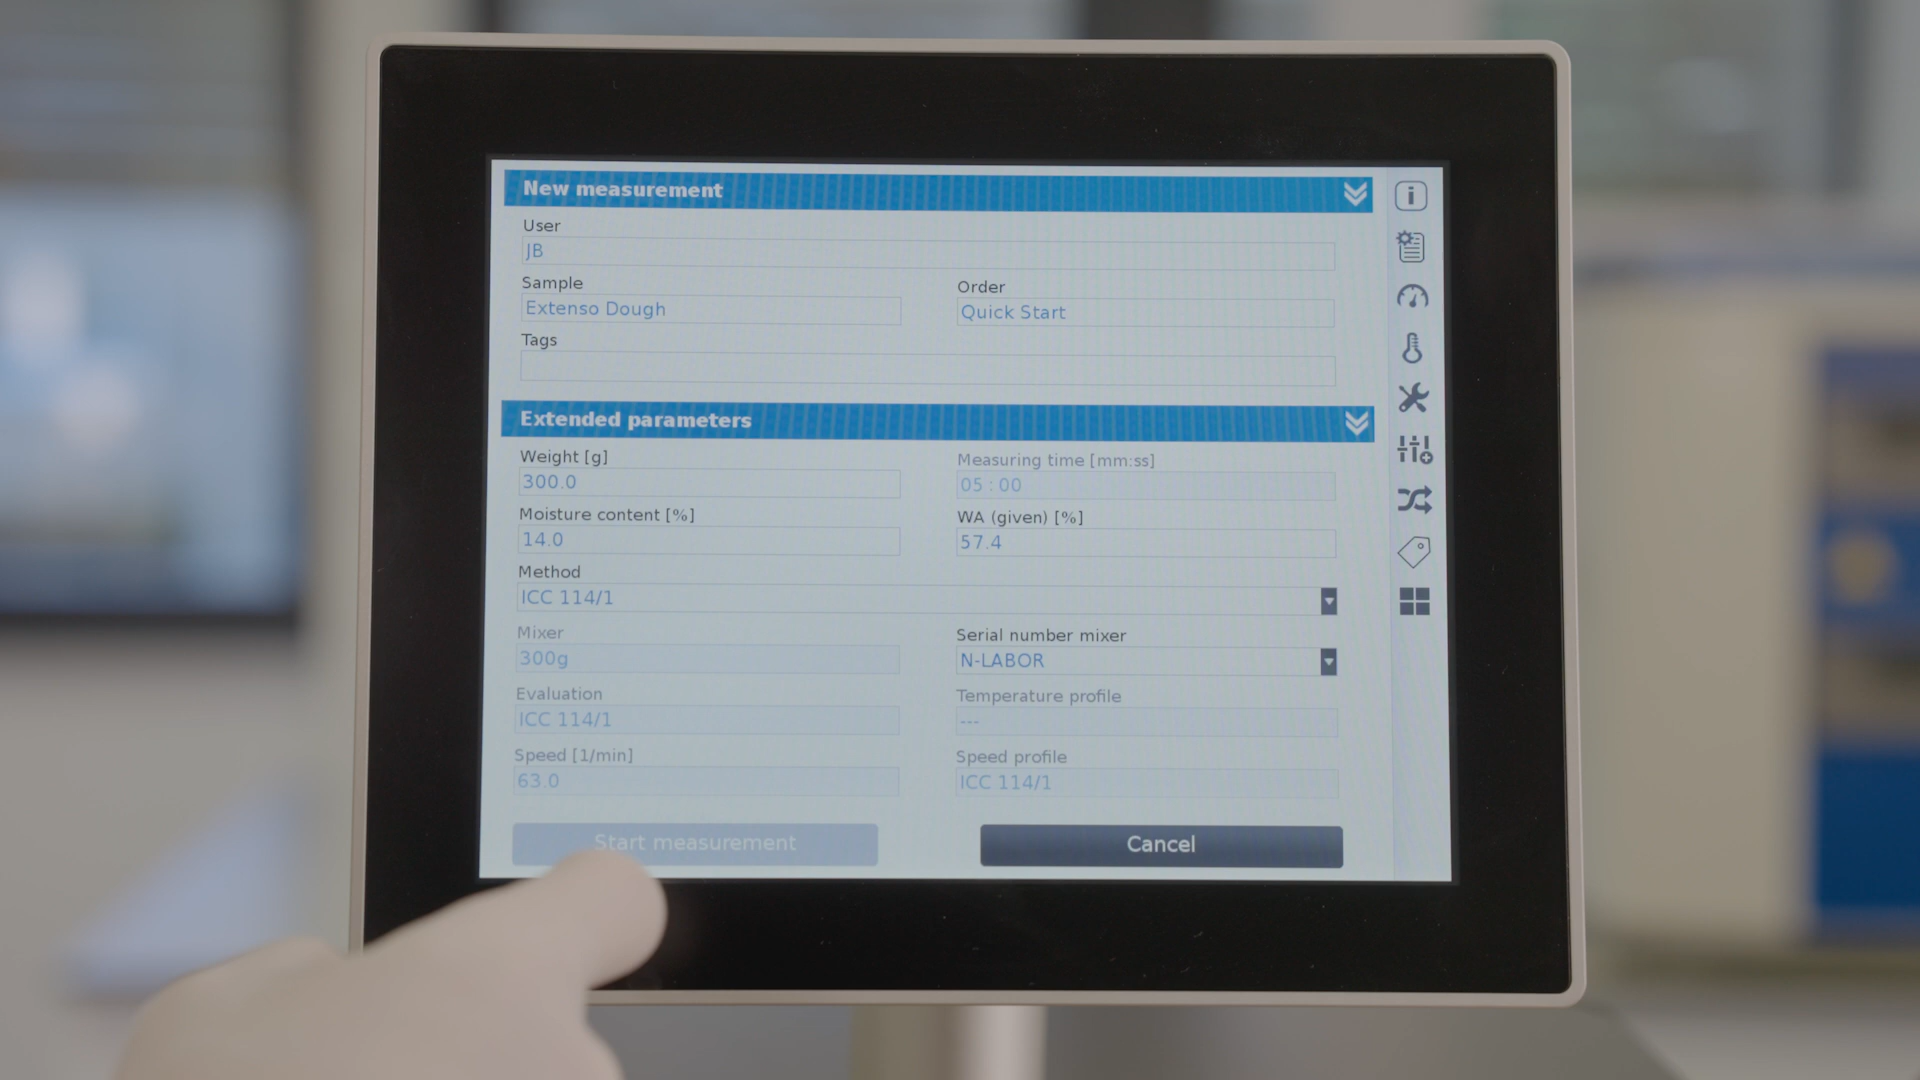 New measurement
User
JB
Sample Order
Extenso Dough Quick Start
Tags
Extended parameters
Weight [g] Measuring time [mm:ss]
300.0 05 : 00
Moisture content [%] WA (given) [%]
14.0 57.4
Method
ICC 114/1
Mixer Serial number mixer
300g N-LABOR
Evaluation Temperature profile
ICC 114/1 ---
Speed [1/min] Speed profile
63.0 ICC 114/1
Start measurement Cancel